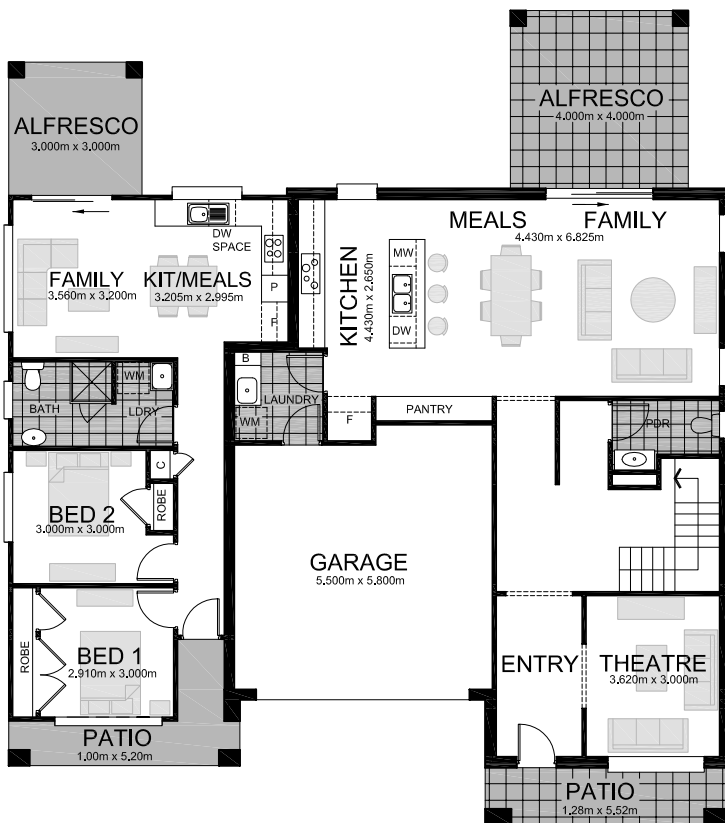 ALFRESCO
4.000m x 4.000m
ALFRESCO
3.000m x 3.000m
MEALS
FAMILY
4.430m x 6.825m
DW
SPACE
MW
KITCHEN
4.430m x 2.650m
FAMILY
3.560m x 3.200m
KIT/MEALS
3.205m x 2.995m
P
F
DW
B
WM
LAUNDRY
BATH
LDRY
WM
F
PANTRY
PDR
C
ROBE
BED 2
3.000m x 3.000m
GARAGE
5.500m x 5.800m
ROBE
BED 1
2.910m x 3.000m
ENTRY
THEATRE
3.620m x 3.000m
PATIO
1.00m x 5.20m
PATIO
1.28m x 5.52m